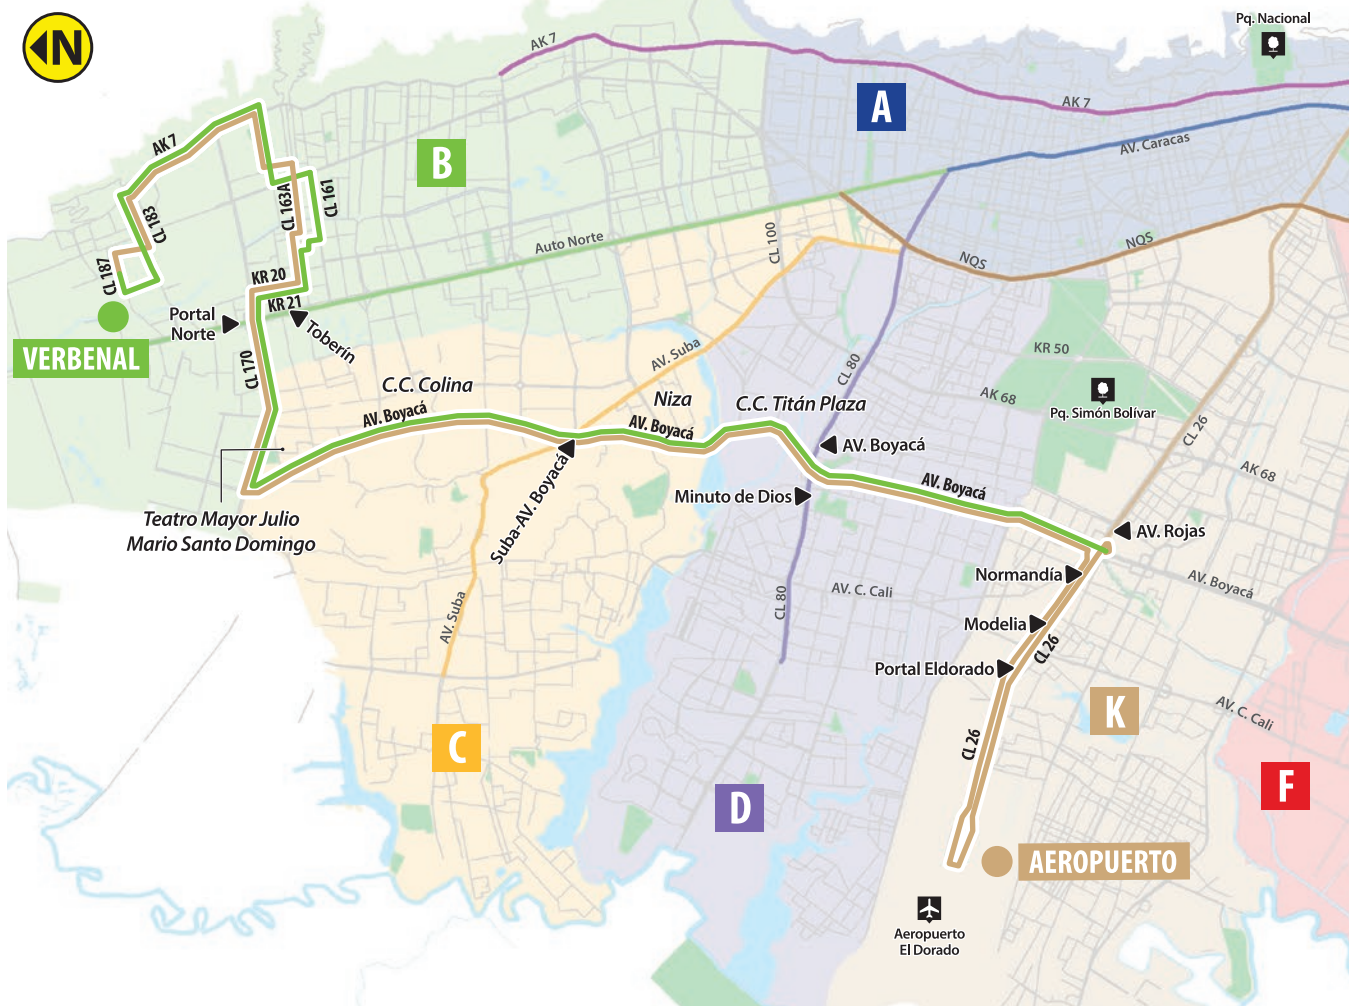 Pq. Nacional
N
AK 7
AK 7
A
AV. Caracas
AK 7
B
CL 183
CL 163A
CL 161
CL 100
Auto Norte
NQS
NQS
CL 187
KR 20
KR 21
Portal
Norte
Toberín
VERBENAL
CL 170
AV. Suba
CL 80
KR 50
C.C. Colina
Niza
C.C. Titán Plaza
AK 68
Pq. Simón Bolívar
AV. Boyacá
AV. Boyacá
CL 26
AV. Boyacá
AK 68
Suba-AV. Boyacá
Minuto de Dios
AV. Boyacá
Teatro Mayor Julio
Mario Santo Domingo
AV. Rojas
Normandía
AV. C. Cali
AV. Boyacá
CL 80
AV. Suba
Modelia
CL 26
Portal Eldorado
K
AV. C. Cali
CL 26
C
F
D
AEROPUERTO
Aeropuerto
El Dorado